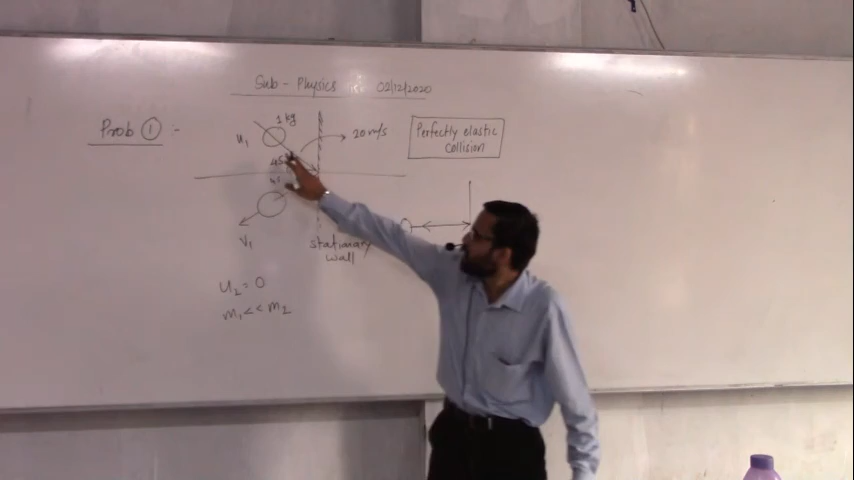 Sub - Physics 02/12/2020
Prob ① :-
1 kg
u₁
20 m/s
Perfectly elastic
collision
45
45
V₁
stationary
wall
u₂ = 0
m₁ << m₂